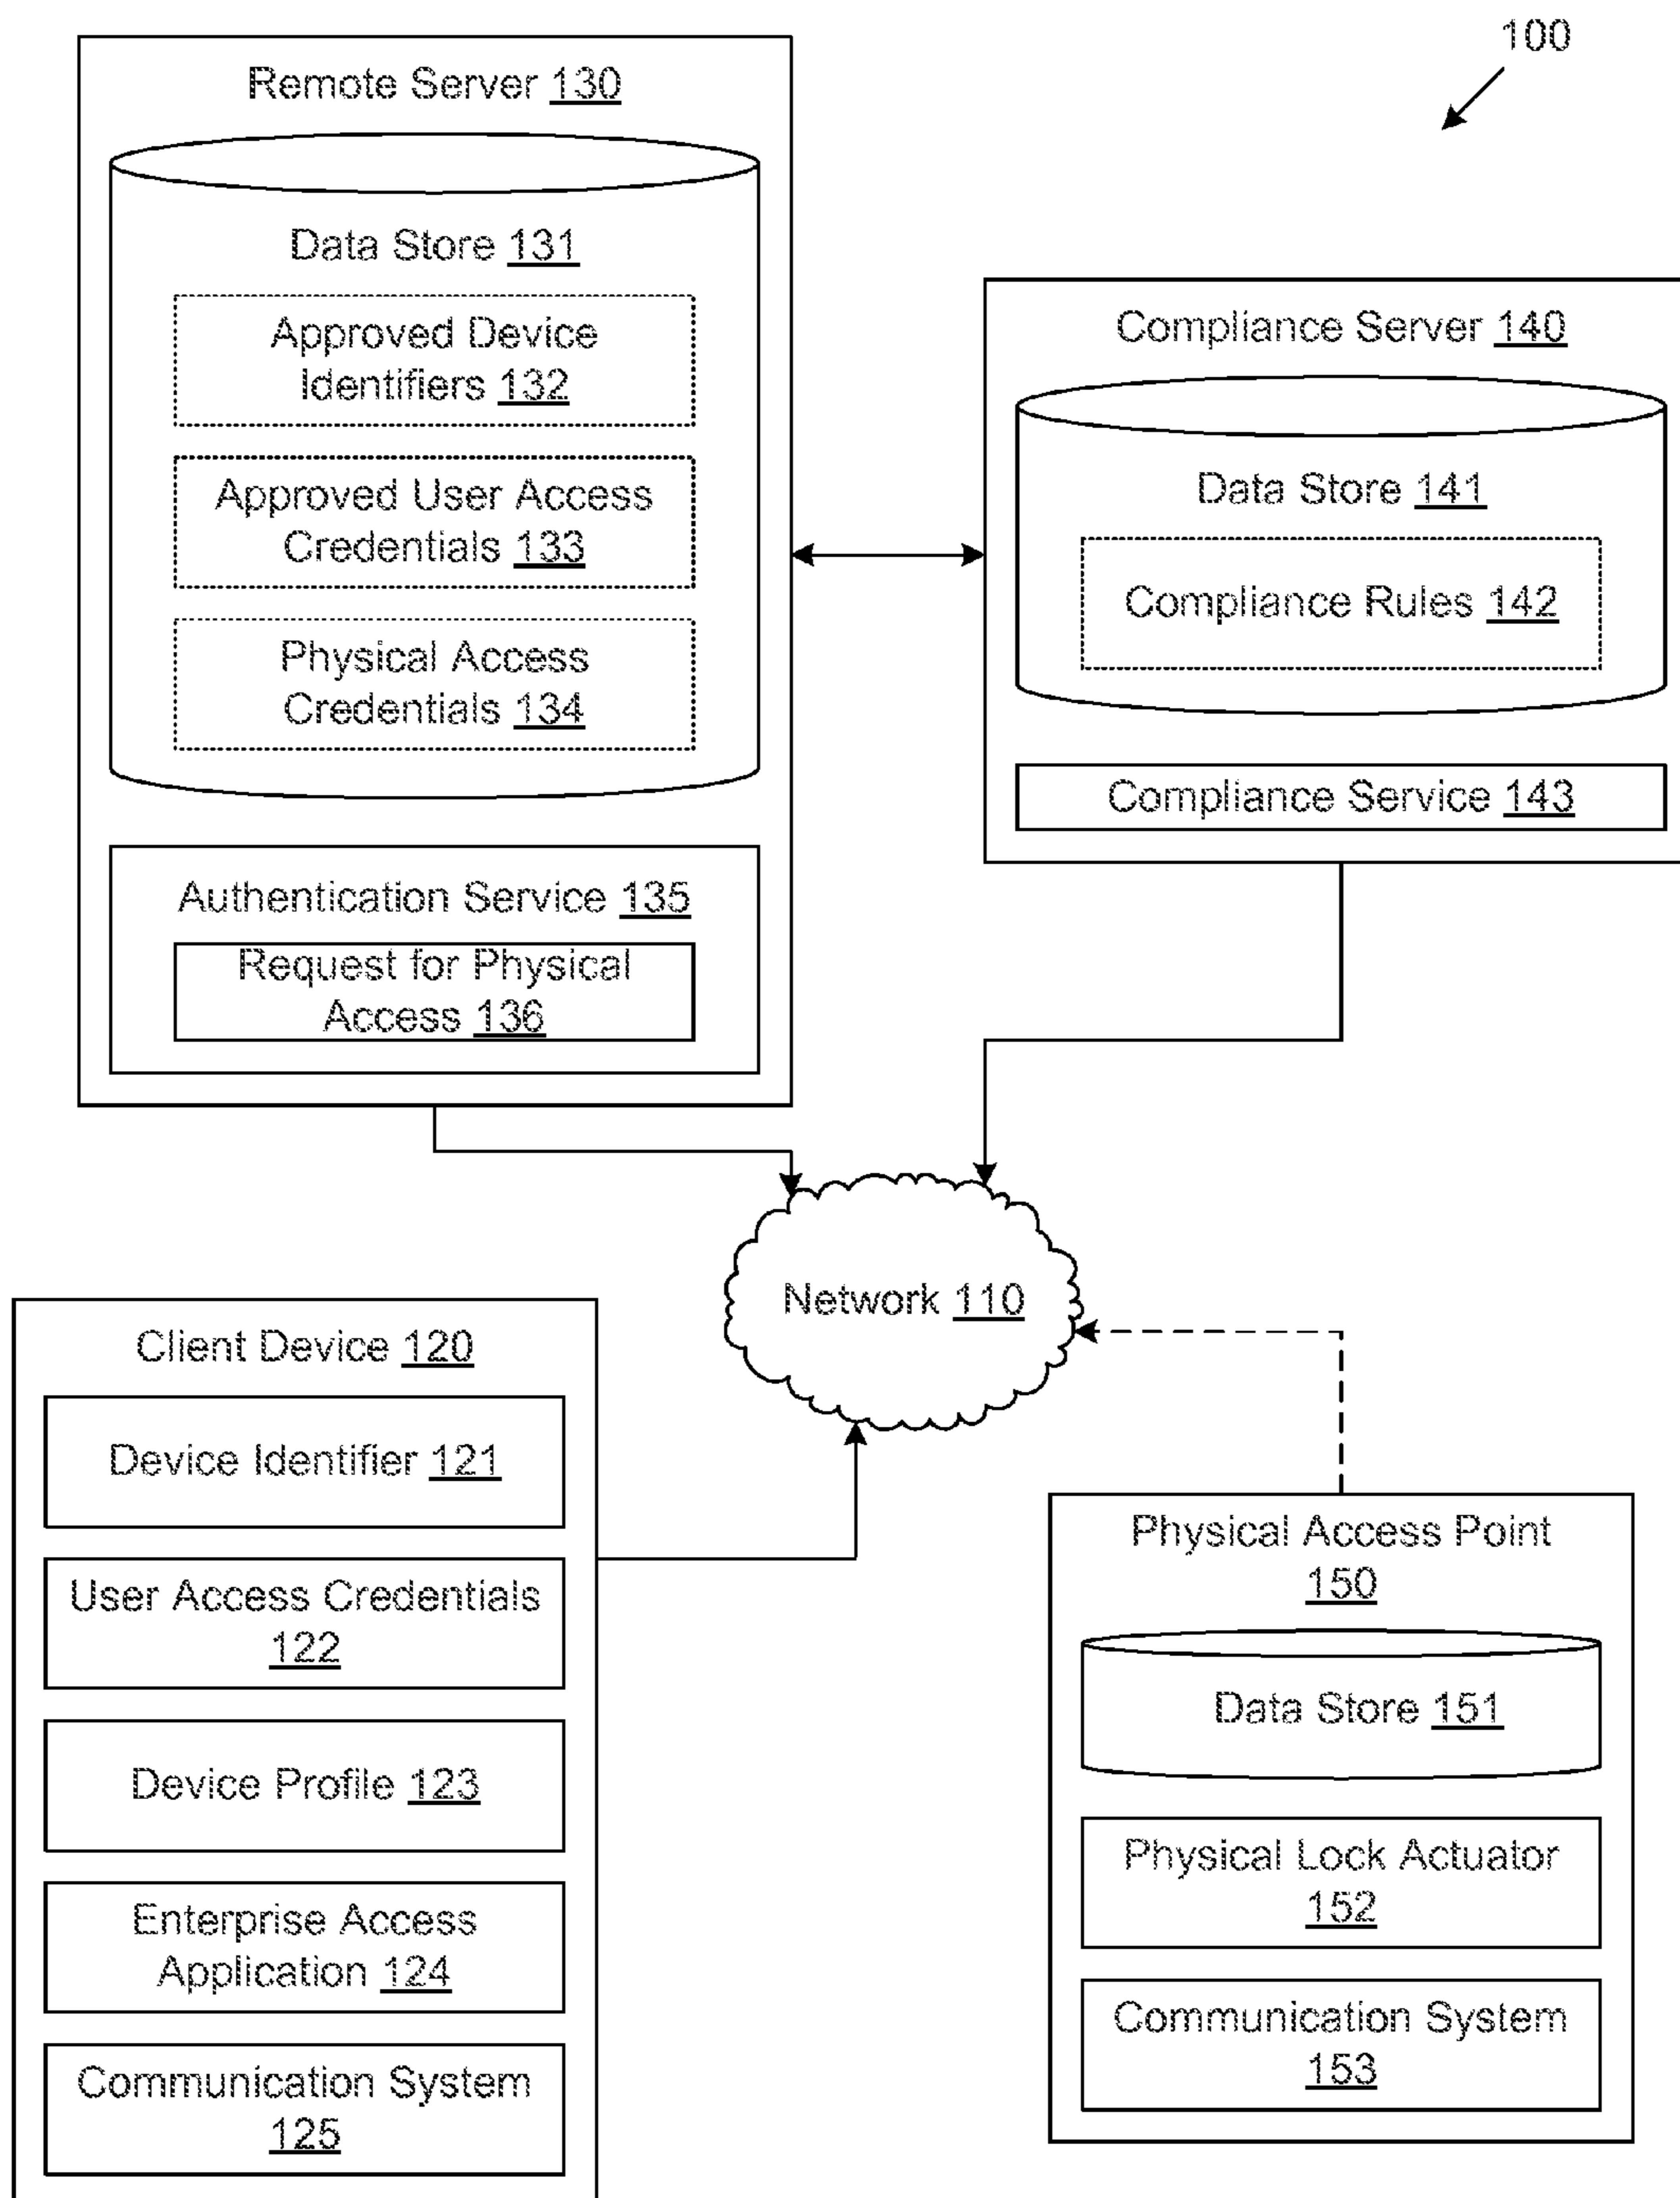 100
Remote Server 130
Data Store 131
Approved Device
Identifiers 132
Approved User Access
Credentials 133
Physical Access
Credentials 134
Authentication Service 135
Request for Physical
Access 136
Compliance Server 140
Data Store 141
Compliance Rules 142
Compliance Service 143
Network 110
Client Device 120
Device Identifier 121
User Access Credentials
122
Device Profile 123
Enterprise Access
Application 124
Communication System
125
Physical Access Point
150
Data Store 151
Physical Lock Actuator
152
Communication System
153